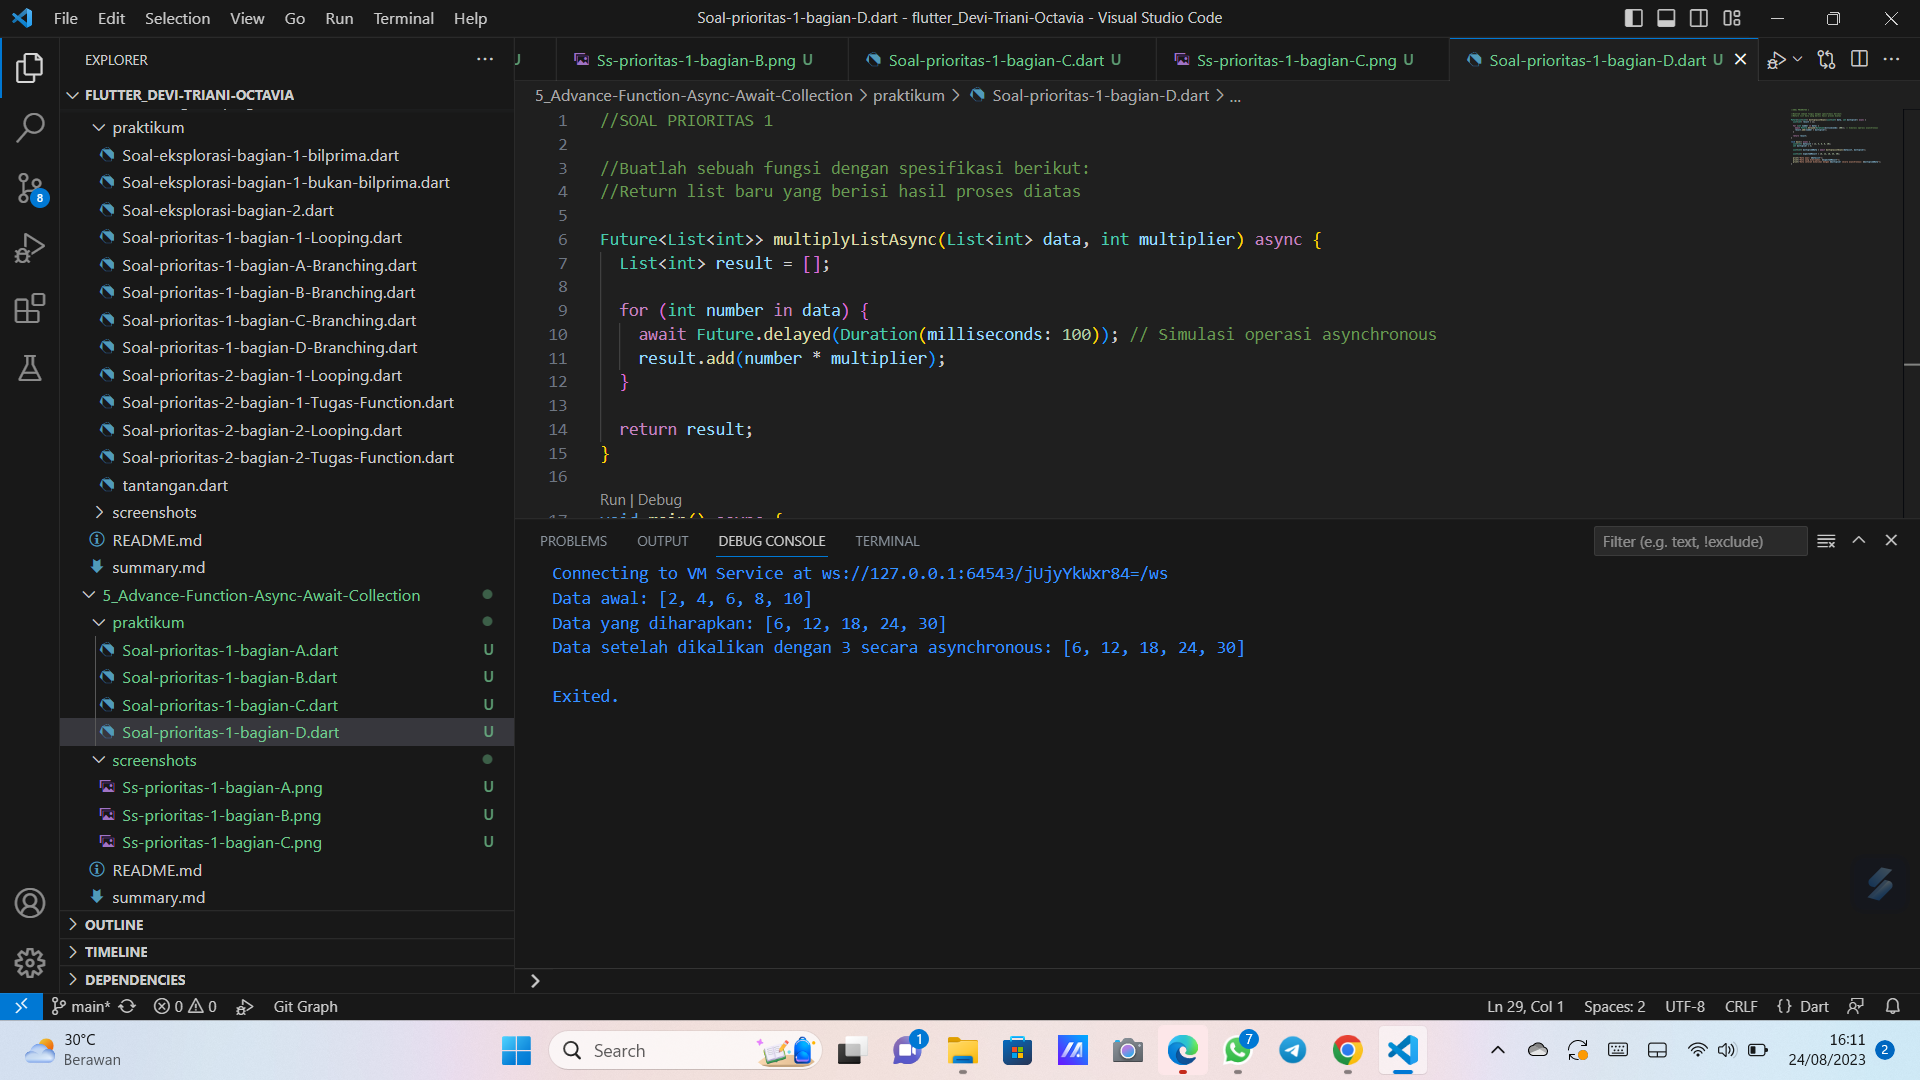 File Edit Selection View Go Run Terminal Help
Soal-prioritas-1-bagian-D.dart - flutter_Devi-Triani-Octavia - Visual Studio Code
EXPLORER
FLUTTER_DEVI-TRIANI-OCTAVIA
praktikum
Soal-eksplorasi-bagian-1-bilprima.dart
Soal-eksplorasi-bagian-1-bukan-bilprima.dart
Soal-eksplorasi-bagian-2.dart
Soal-prioritas-1-bagian-1-Looping.dart
Soal-prioritas-1-bagian-A-Branching.dart
Soal-prioritas-1-bagian-B-Branching.dart
Soal-prioritas-1-bagian-C-Branching.dart
Soal-prioritas-1-bagian-D-Branching.dart
Soal-prioritas-2-bagian-1-Looping.dart
Soal-prioritas-2-bagian-1-Tugas-Function.dart
Soal-prioritas-2-bagian-2-Looping.dart
Soal-prioritas-2-bagian-2-Tugas-Function.dart
tantangan.dart
screenshots
README.md
summary.md
5_Advance-Function-Async-Await-Collection
praktikum
Soal-prioritas-1-bagian-A.dart U
Soal-prioritas-1-bagian-B.dart U
Soal-prioritas-1-bagian-C.dart U
Soal-prioritas-1-bagian-D.dart U
screenshots
Ss-prioritas-1-bagian-A.png U
Ss-prioritas-1-bagian-B.png U
Ss-prioritas-1-bagian-C.png U
README.md
summary.md
OUTLINE
TIMELINE
DEPENDENCIES
8
U Ss-prioritas-1-bagian-B.png U Soal-prioritas-1-bagian-C.dart U Ss-prioritas-1-bagian-C.png U Soal-prioritas-1-bagian-D.dart U
5_Advance-Function-Async-Await-Collection > praktikum > Soal-prioritas-1-bagian-D.dart > ...
1 //SOAL PRIORITAS 1
2
3 //Buatlah sebuah fungsi dengan spesifikasi berikut:
4 //Return list baru yang berisi hasil proses diatas
5
6 Future<List<int>> multiplyListAsync(List<int> data, int multiplier) async {
7 List<int> result = [];
8
9 for (int number in data) {
10 await Future.delayed(Duration(milliseconds: 100)); // Simulasi operasi asynchronous
11 result.add(number * multiplier);
12 }
13
14 return result;
15 }
16
Run | Debug
17 void main() async {
PROBLEMS OUTPUT DEBUG CONSOLE TERMINAL
Filter (e.g. text, !exclude)
Connecting to VM Service at ws://127.0.0.1:64543/jUjyYkWxr84=/ws
Data awal: [2, 4, 6, 8, 10]
Data yang diharapkan: [6, 12, 18, 24, 30]
Data setelah dikalikan dengan 3 secara asynchronous: [6, 12, 18, 24, 30]
Exited.
main* 0 0 Git Graph
Ln 29, Col 1 Spaces: 2 UTF-8 CRLF {} Dart
30°C
Berawan
Search
1
7
16:11
24/08/2023
2